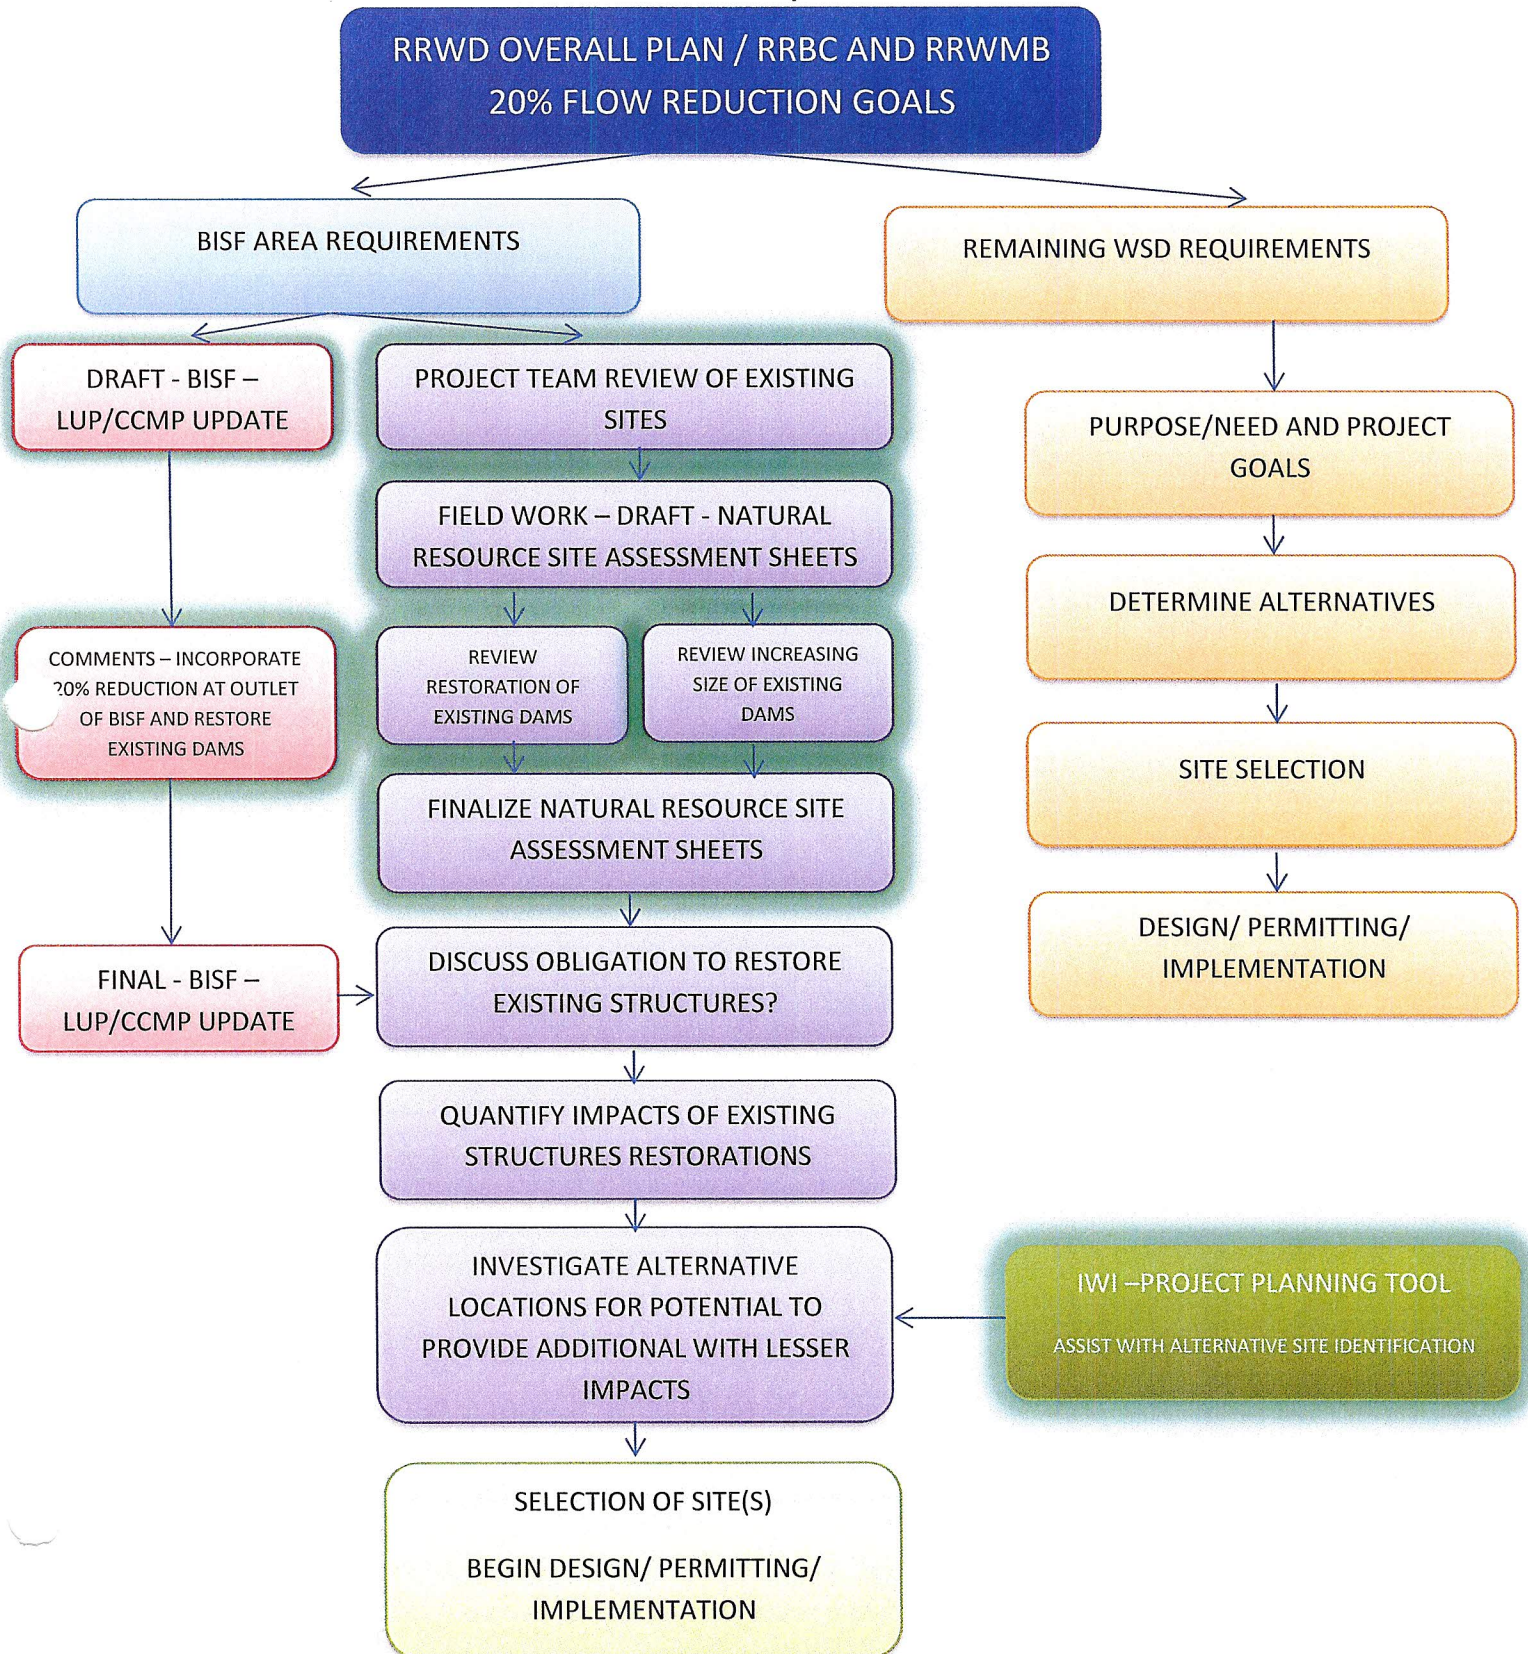 RRWD OVERALL PLAN / RRBC AND RRWMB
20% FLOW REDUCTION GOALS
BISF AREA REQUIREMENTS
REMAINING WSD REQUIREMENTS
DRAFT - BISF –
LUP/CCMP UPDATE
PROJECT TEAM REVIEW OF EXISTING
SITES
PURPOSE/NEED AND PROJECT
GOALS
FIELD WORK – DRAFT - NATURAL
RESOURCE SITE ASSESSMENT SHEETS
DETERMINE ALTERNATIVES
COMMENTS – INCORPORATE
20% REDUCTION AT OUTLET
OF BISF AND RESTORE
EXISTING DAMS
REVIEW
RESTORATION OF
EXISTING DAMS
REVIEW INCREASING
SIZE OF EXISTING
DAMS
SITE SELECTION
FINALIZE NATURAL RESOURCE SITE
ASSESSMENT SHEETS
DESIGN/ PERMITTING/
IMPLEMENTATION
FINAL - BISF –
LUP/CCMP UPDATE
DISCUSS OBLIGATION TO RESTORE
EXISTING STRUCTURES?
QUANTIFY IMPACTS OF EXISTING
STRUCTURES RESTORATIONS
INVESTIGATE ALTERNATIVE
LOCATIONS FOR POTENTIAL TO
PROVIDE ADDITIONAL WITH LESSER
IMPACTS
IWI –PROJECT PLANNING TOOL
ASSIST WITH ALTERNATIVE SITE IDENTIFICATION
SELECTION OF SITE(S)
BEGIN DESIGN/ PERMITTING/
IMPLEMENTATION